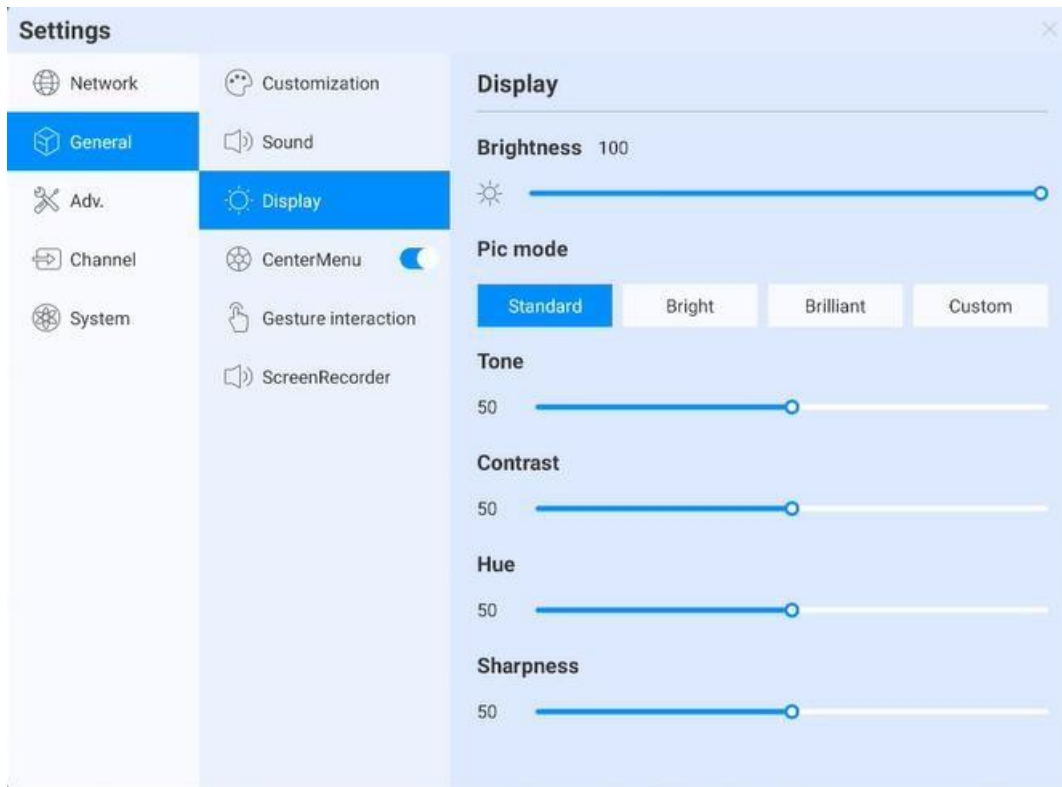 Settings
Network
General
Adv.
Channel
System
Customization
Sound
Display
CenterMenu
Gesture interaction
ScreenRecorder
Display
Brightness 100
Pic mode
Standard Bright Brilliant Custom
Tone
50
Contrast
50
Hue
50
Sharpness
50